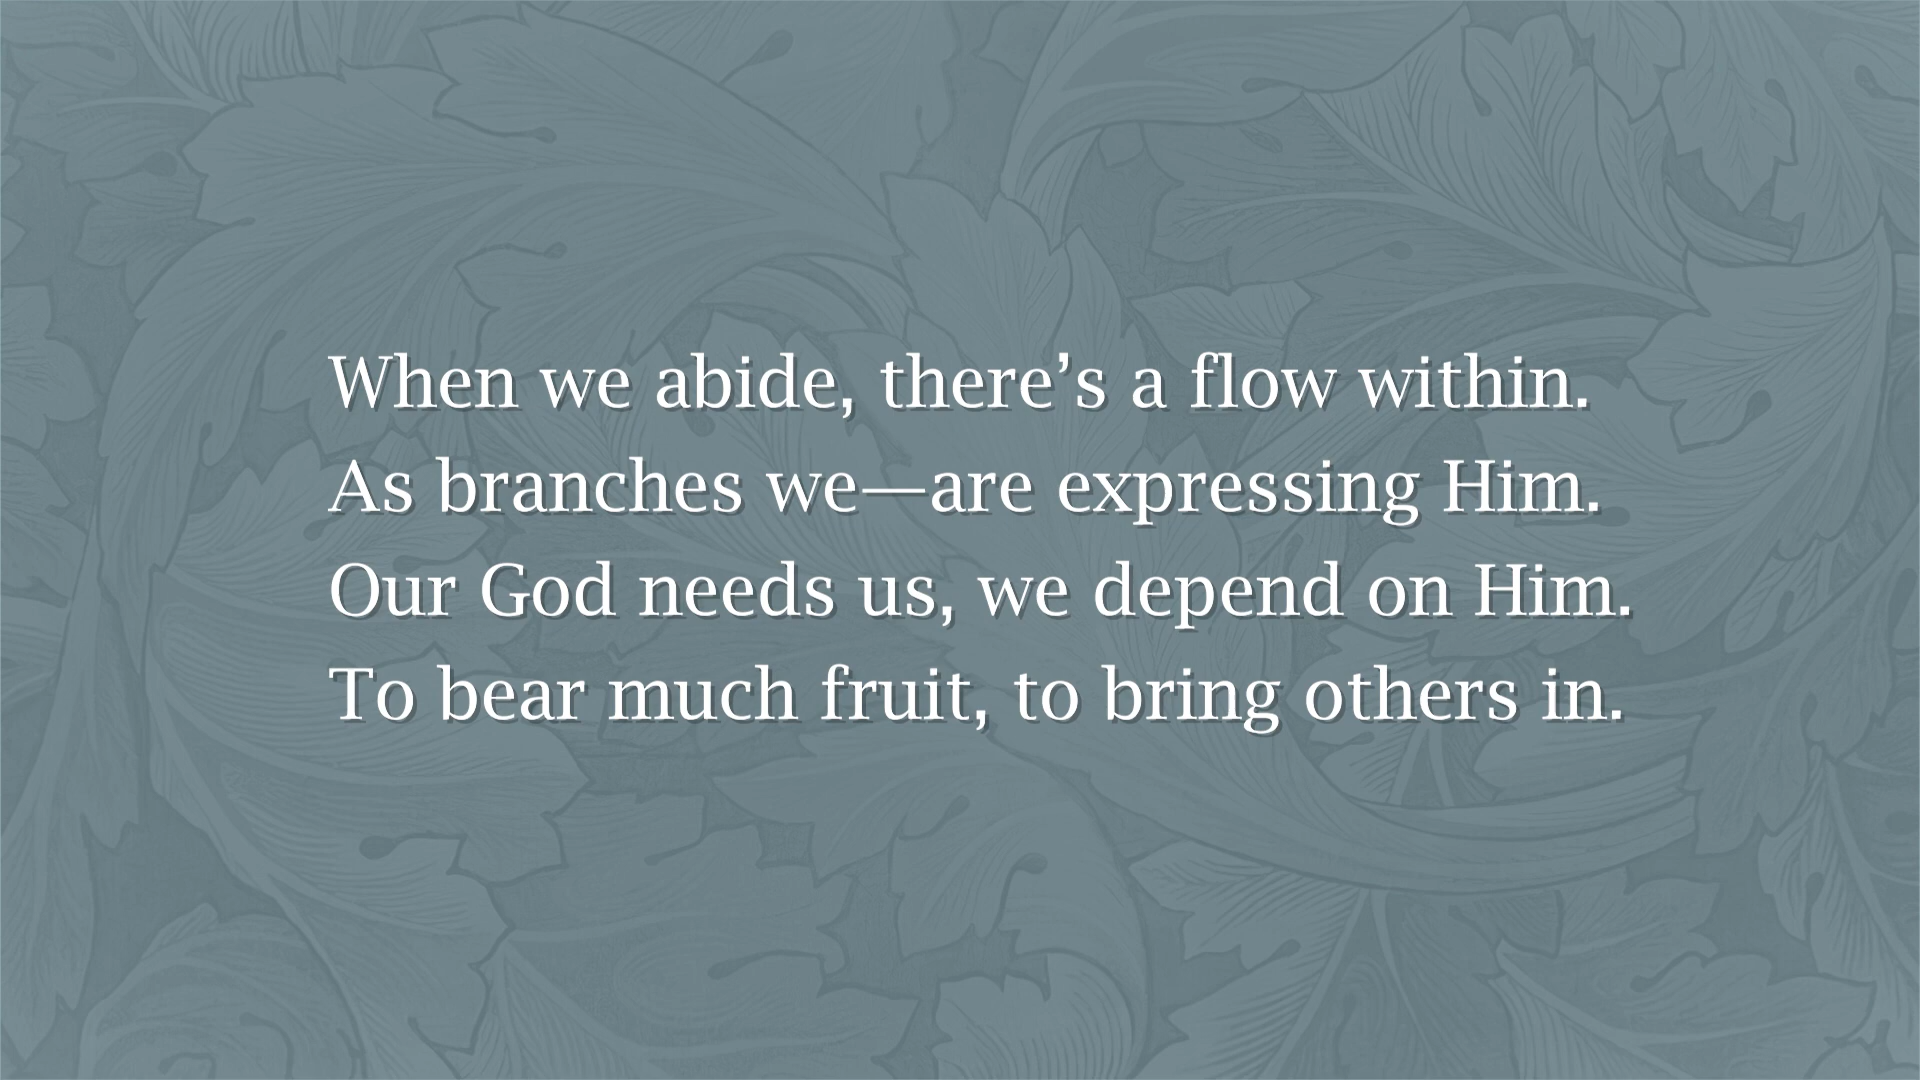 When we abide, there’s a flow within.
As branches we—are expressing Him.
Our God needs us, we depend on Him.
To bear much fruit, to bring others in.